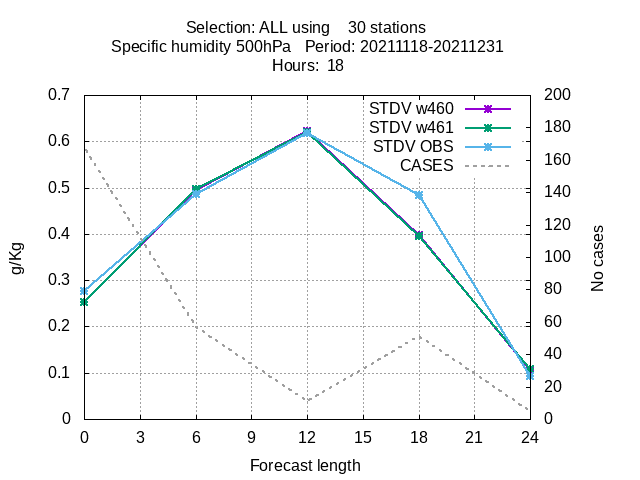 Selection: ALL using    30 stations
Specific humidity 500hPa   Period: 20211118-20211231
Hours:  18
0.7
0.6
0.5
0.4
0.3
0.2
0.1
0
g/Kg
STDV w460
STDV w461
STDV OBS
CASES
200
180
160
140
120
100
80
60
40
20
0
No cases
0 3 6 9 12 15 18 21 24
Forecast length